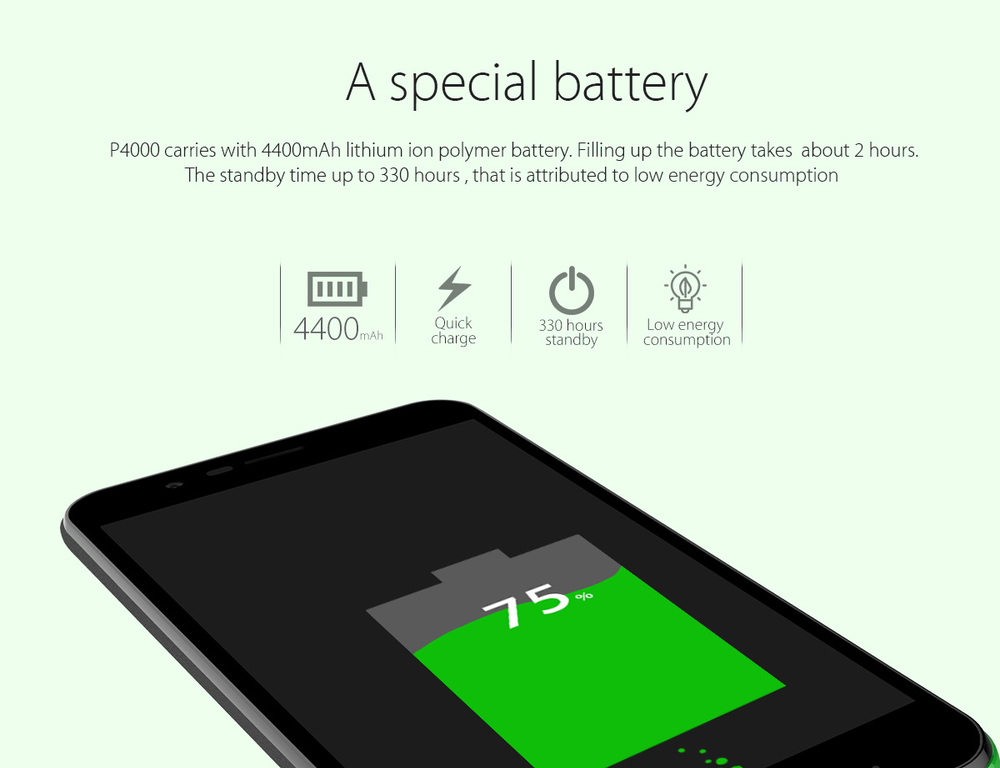 A special battery
P4000 carries with 4400mAh lithium ion polymer battery. Filling up the battery takes about 2 hours.
The standby time up to 330 hours , that is attributed to low energy consumption
4400mAh
Quick
charge
330 hours
standby
Low energy
consumption
75%